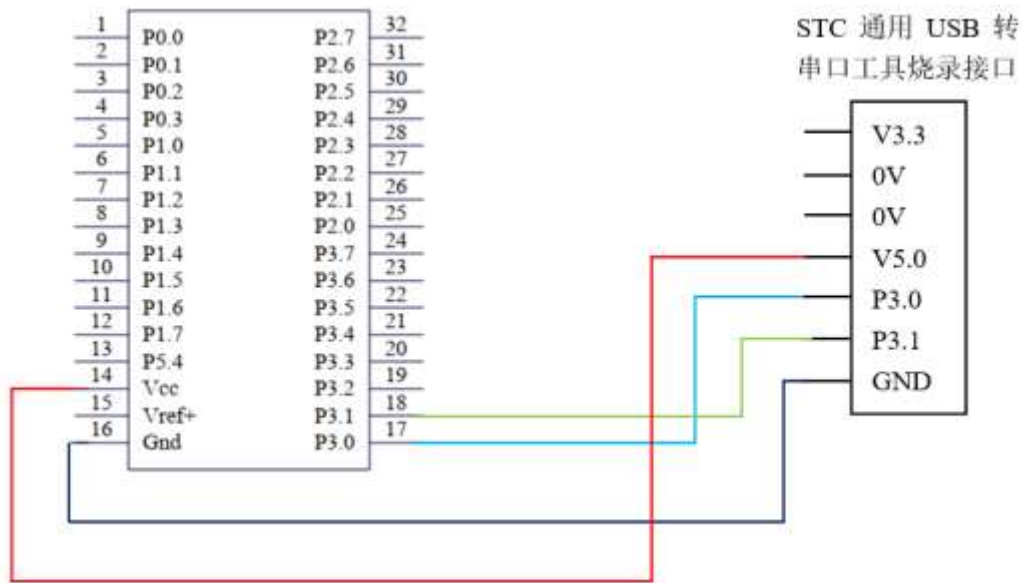 STC 通用 USB 转
串口工具烧录接口
1 P0.0 P2.7 32
2 P0.1 P2.6 31
3 P0.2 P2.5 30
4 P0.3 P2.4 29
5 P1.0 P2.3 28
6 P1.1 P2.2 27
7 P1.2 P2.1 26
8 P1.3 P2.0 25
9 P1.4 P3.7 24
10 P1.5 P3.6 23
11 P1.6 P3.5 22
12 P1.7 P3.4 21
13 P5.4 P3.3 20
14 Vcc P3.2 19
15 Vref+ P3.1 18
16 Gnd P3.0 17
V3.3
0V
0V
V5.0
P3.0
P3.1
GND